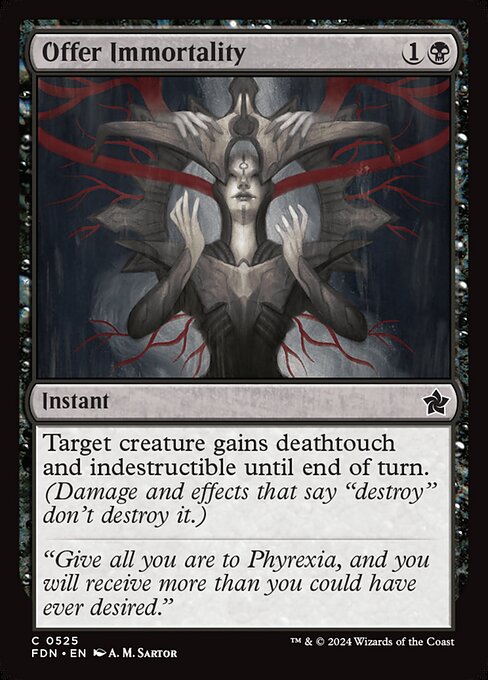 Offer Immortality 1
Instant
Target creature gains deathtouch
and indestructible until end of turn.
(Damage and effects that say “destroy”
don’t destroy it.)
“Give all you are to Phyrexia, and you
will receive more than you could have
ever desired.”
C 0525
FDN • EN A. M. Sartor
™ & © 2024 Wizards of the Coast